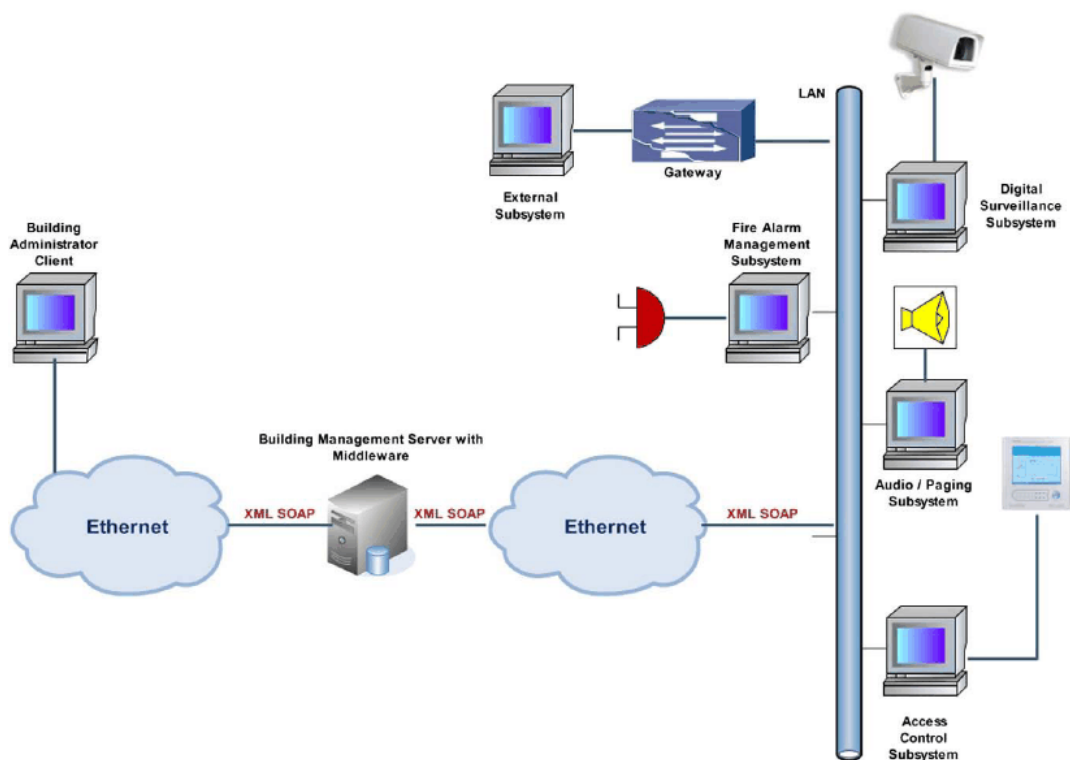 LAN
Gateway
External
Subsystem
Digital
Surveillance
Subsystem
Building
Administrator
Client
Fire Alarm
Management
Subsystem
Building Management Server with
Middleware
Audio / Paging
Subsystem
Ethernet
XML SOAP
XML SOAP
Ethernet
XML SOAP
Access
Control
Subsystem